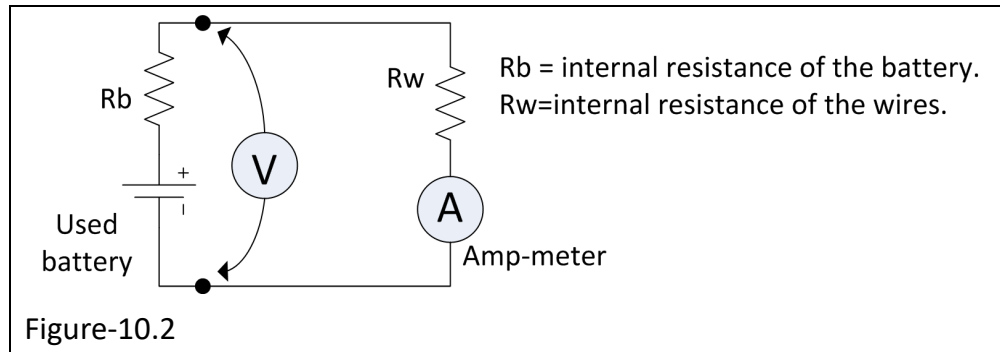 Rb
V
Rw
Rb = internal resistance of the battery.
Rw=internal resistance of the wires.
+
A
Used
battery
Amp-meter
Figure-10.2